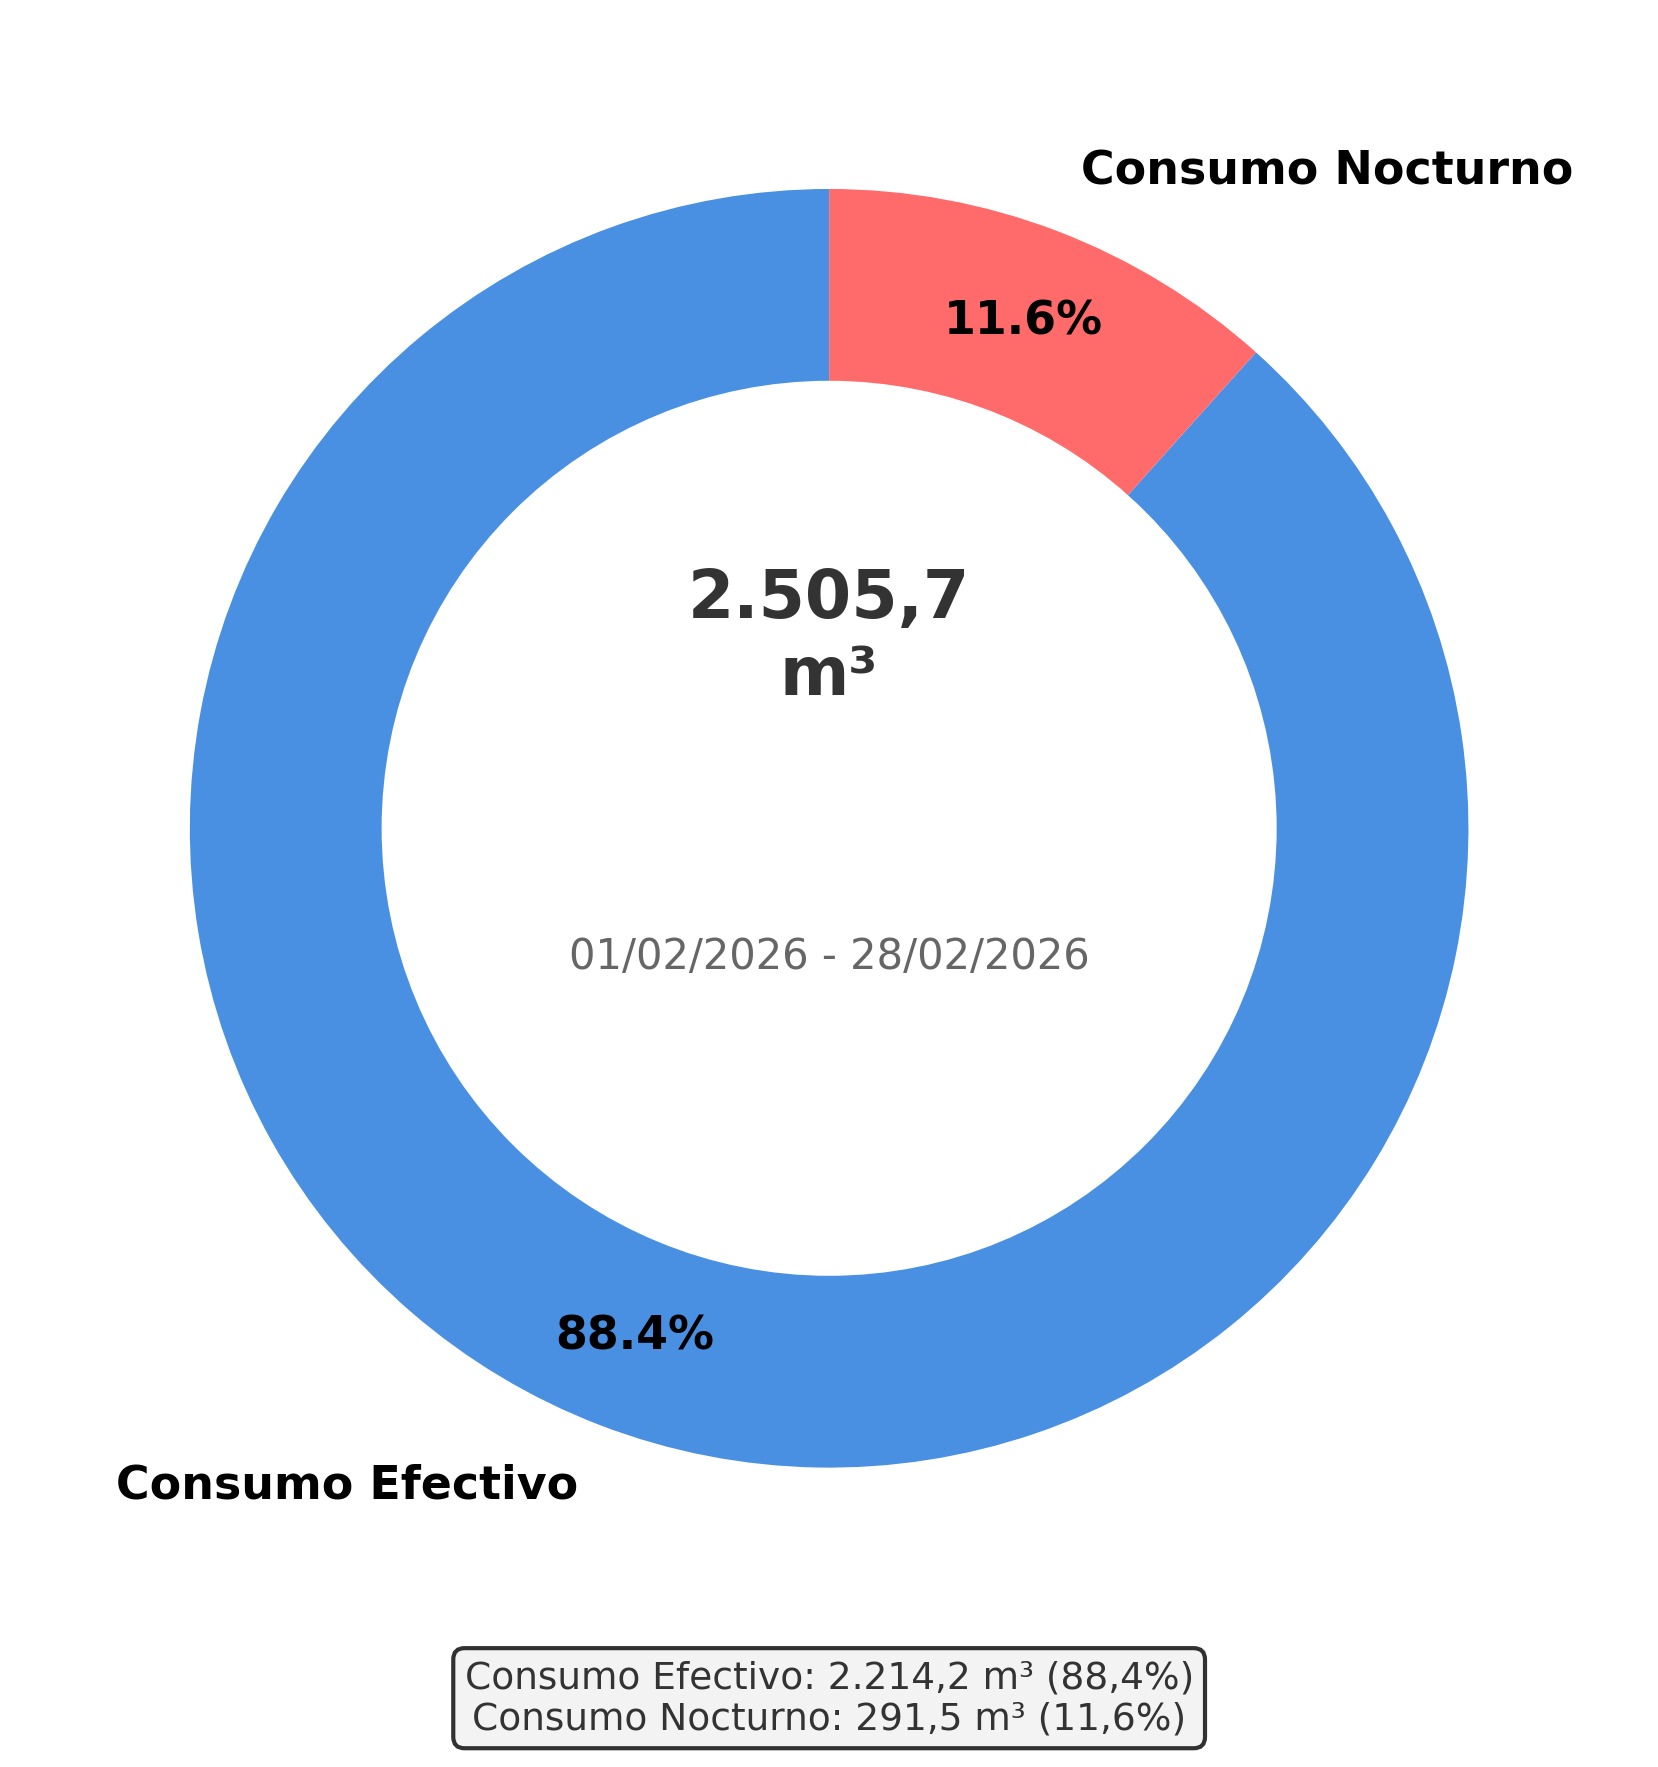 Consumo Nocturno
11.6%
2.505,7
m³
01/02/2026 - 28/02/2026
88.4%
Consumo Efectivo
Consumo Efectivo: 2.214,2 m³ (88,4%)
Consumo Nocturno: 291,5 m³ (11,6%)